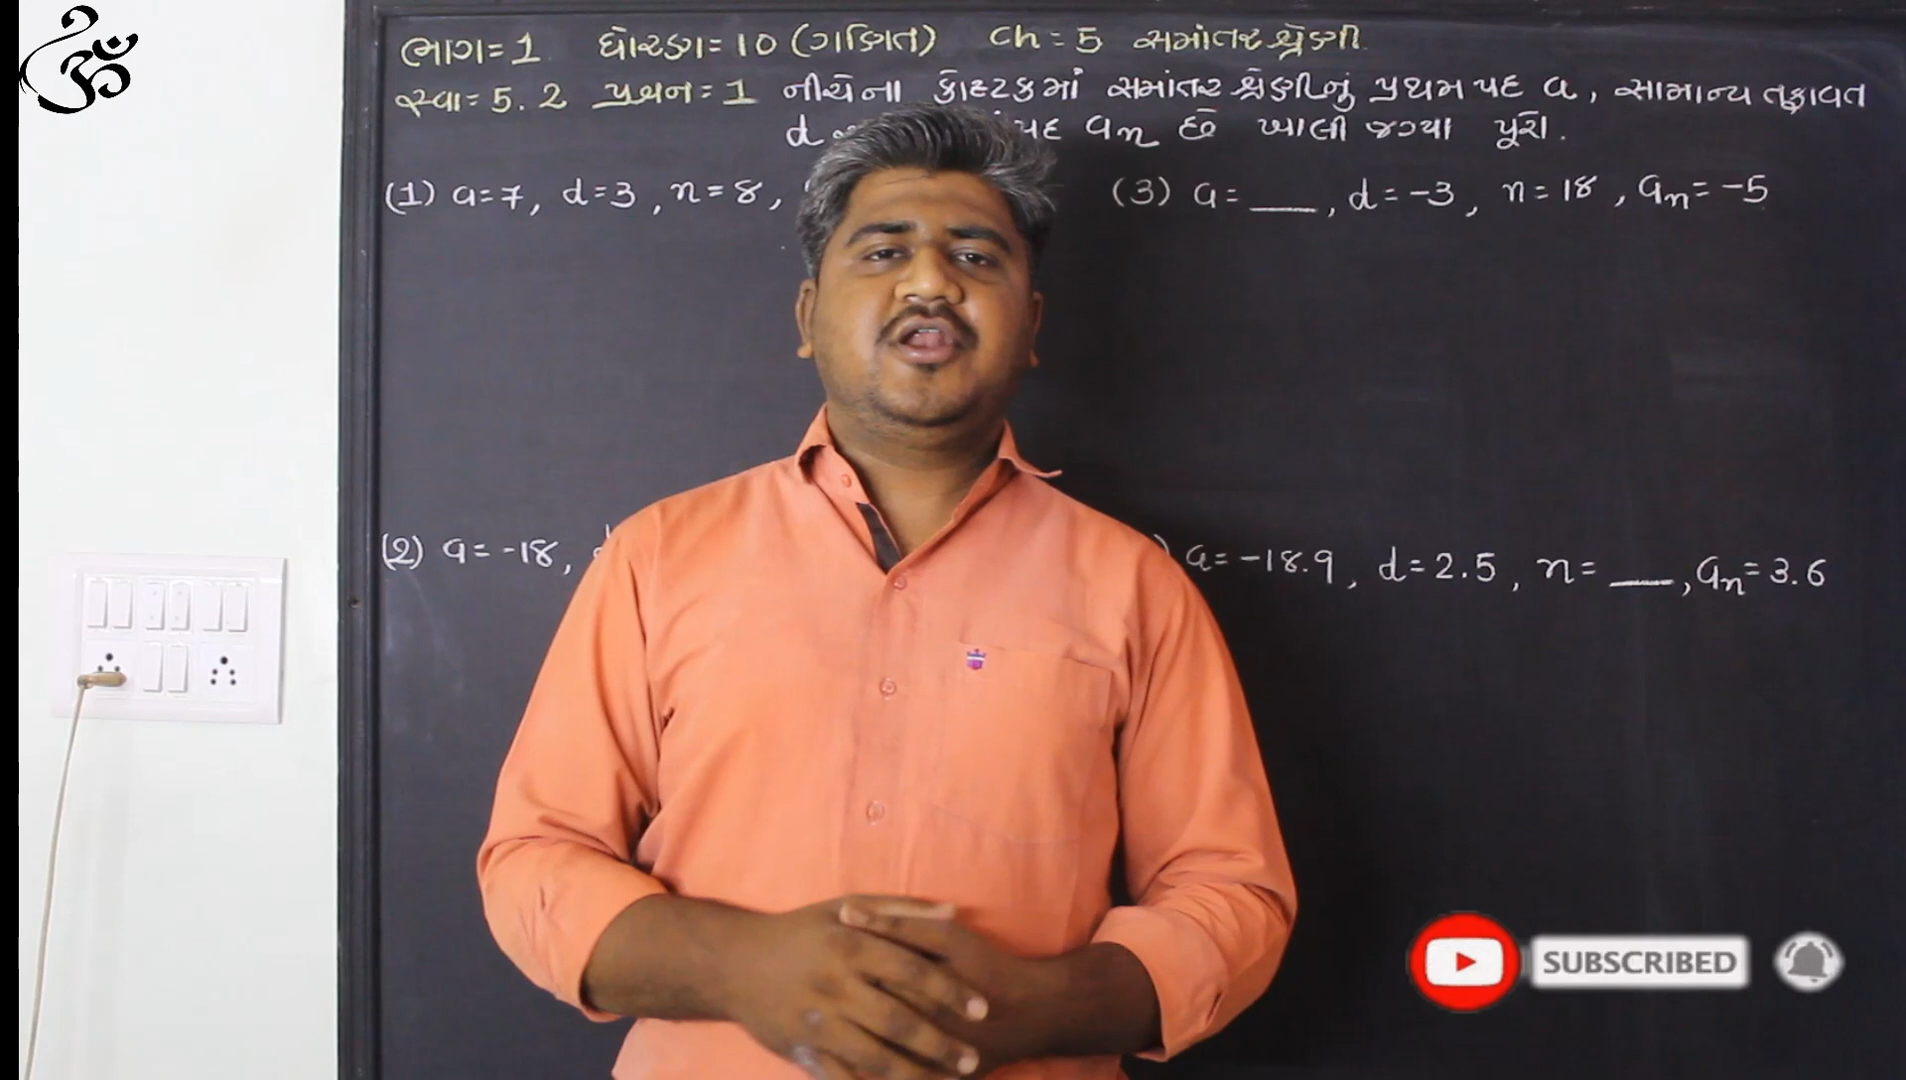 ૐ
ભાગ=1 ધોરણ=10 (ગણિત) Ch=5 સમાંતર શ્રેણી.
સ્વા=5.2 પ્રશ્ન=1 નીચેના કોષ્ટકમાં સમાંતર શ્રેણીનું પ્રથમ પદ a, સામાન્ય તફાવત
d પદ an છે ખાલી જગ્યા પૂરો.
(1) a=7, d=3, n=8,
(3) a=___, d=-3, n=18, an=-5
(2) a=-18,
a=-18.9, d=2.5, n=___, an=3.6
SUBSCRIBED